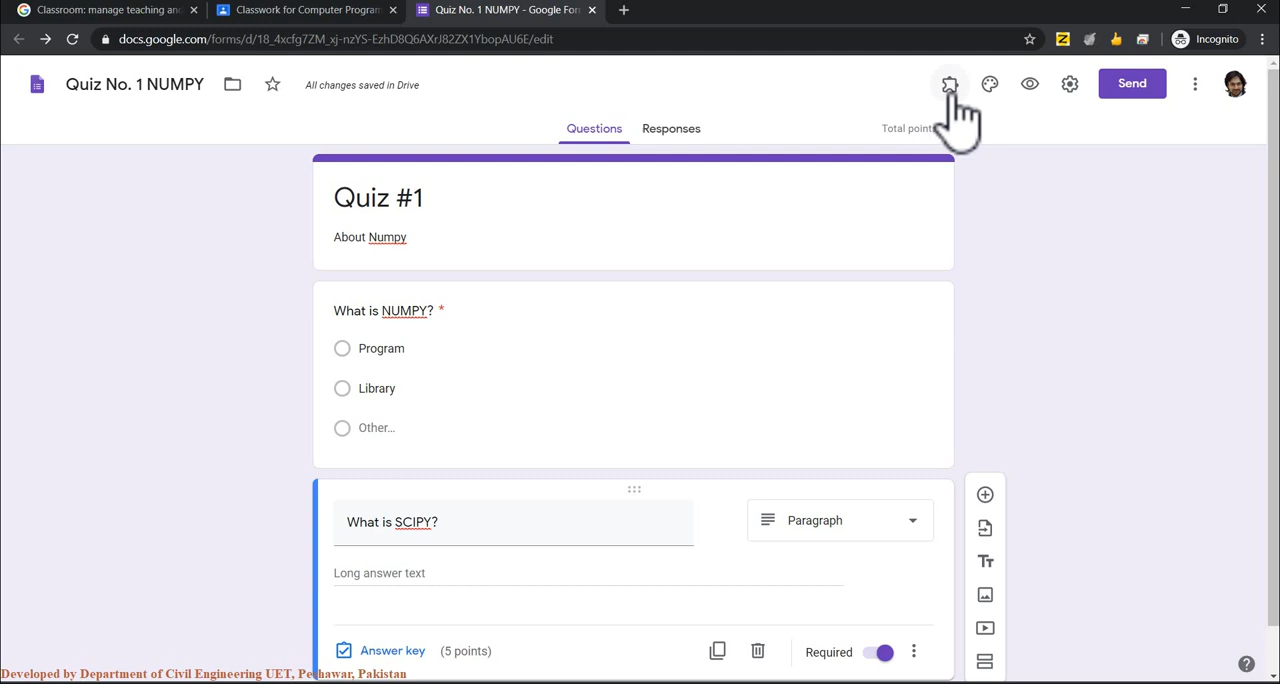 Classroom: manage teaching and
Classwork for Computer Program
Quiz No. 1 NUMPY - Google For
docs.google.com/forms/d/18_4xcfg7ZM_xj-nzYS-EzhD8Q6AXrJ82ZX1YbopAU6E/edit
Incognito
Quiz No. 1 NUMPY
All changes saved in Drive
Send
Questions
Responses
Total points
Quiz #1
About Numpy
What is NUMPY? *
Program
Library
Other...
What is SCIPY?
Paragraph
Long answer text
Answer key
(5 points)
Required
Developed by Department of Civil Engineering UET, Peshawar, Pakistan